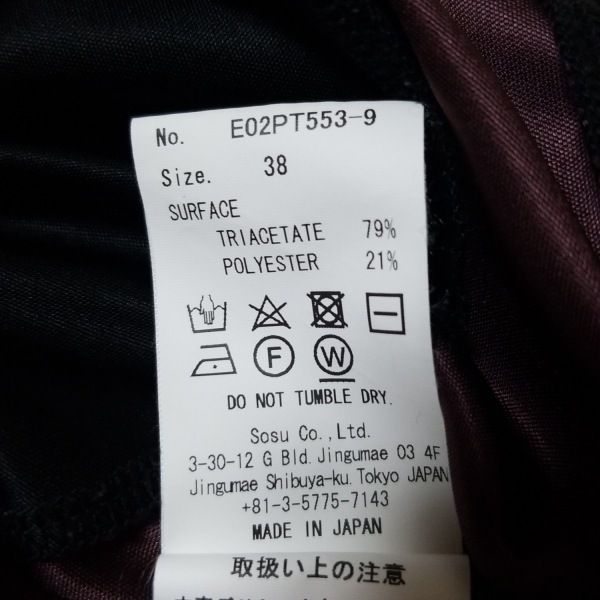 No. E02PT553-9
Size. 38
SURFACE
TRIACETATE 79%
POLYESTER 21%
F W
DO NOT TUMBLE DRY.
Sosu Co.,Ltd.
3-30-12 G Bld.Jingumae 03 4F
Jingumae Shibuya-ku.Tokyo JAPAN
+81-3-5775-7143
MADE IN JAPAN
取扱い上の注意